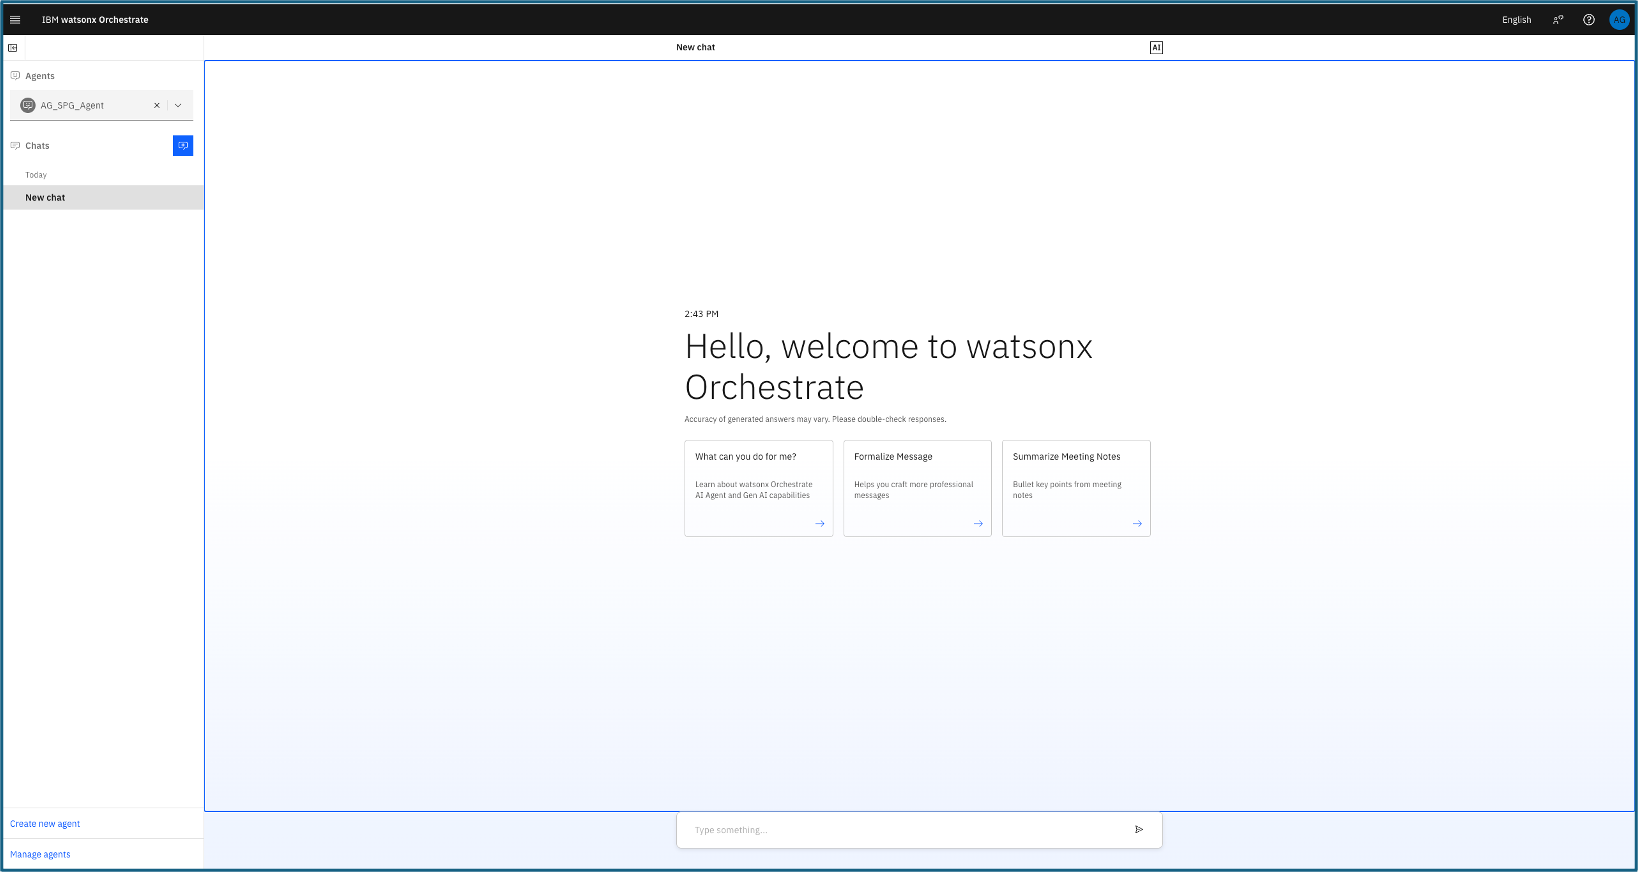 IBM watsonx Orchestrate
English
AG
New chat
AI
Agents
AG_SPG_Agent
Chats
Today
New chat
2:43 PM
Hello, welcome to watsonx
Orchestrate
Accuracy of generated answers may vary. Please double-check responses.
What can you do for me?
Learn about watsonx Orchestrate
AI Agent and Gen AI capabilities
Formalize Message
Helps you craft more professional
messages
Summarize Meeting Notes
Bullet key points from meeting
notes
Type something...
Create new agent
Manage agents